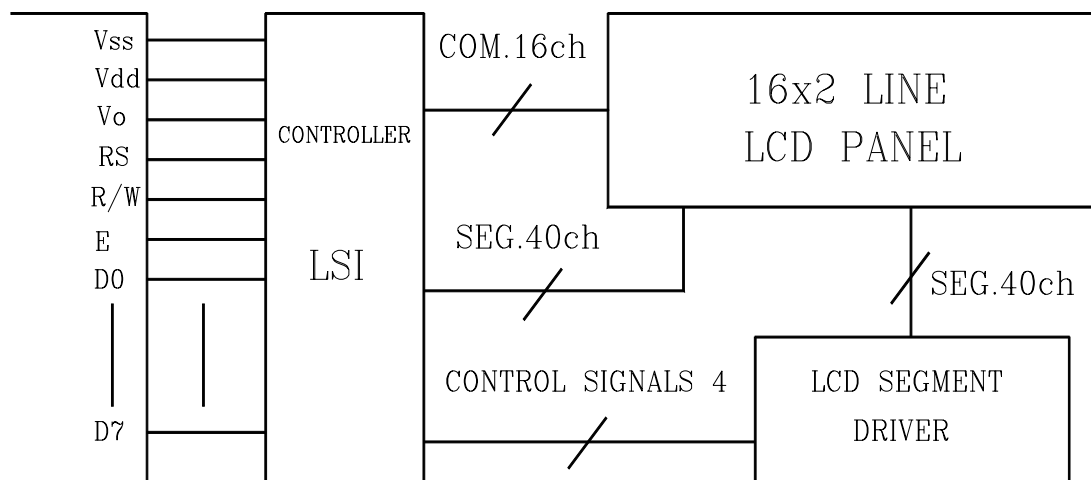 Vss
Vdd
Vo
RS
R/W
E
D0
D7
CONTROLLER
LSI
COM.16ch
SEG.40ch
CONTROL SIGNALS 4
16x2 LINE
LCD PANEL
SEG.40ch
LCD SEGMENT
DRIVER